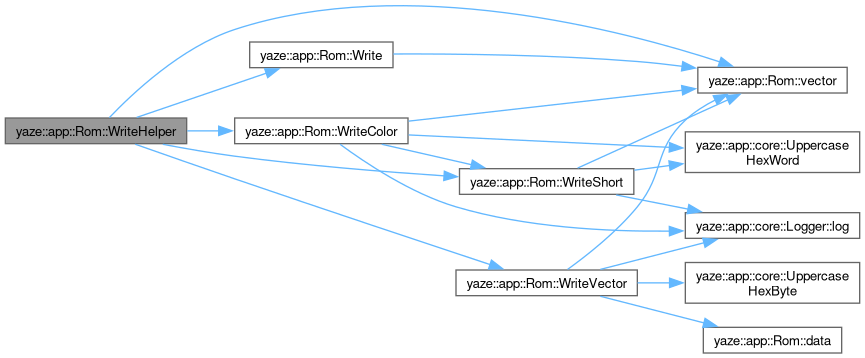 yaze::app::Rom::WriteHelper
yaze::app::Rom::Write
yaze::app::Rom::WriteColor
yaze::app::Rom::WriteShort
yaze::app::Rom::WriteVector
yaze::app::Rom::vector
yaze::app::core::Uppercase
HexWord
yaze::app::core::Logger::log
yaze::app::core::Uppercase
HexByte
yaze::app::Rom::data